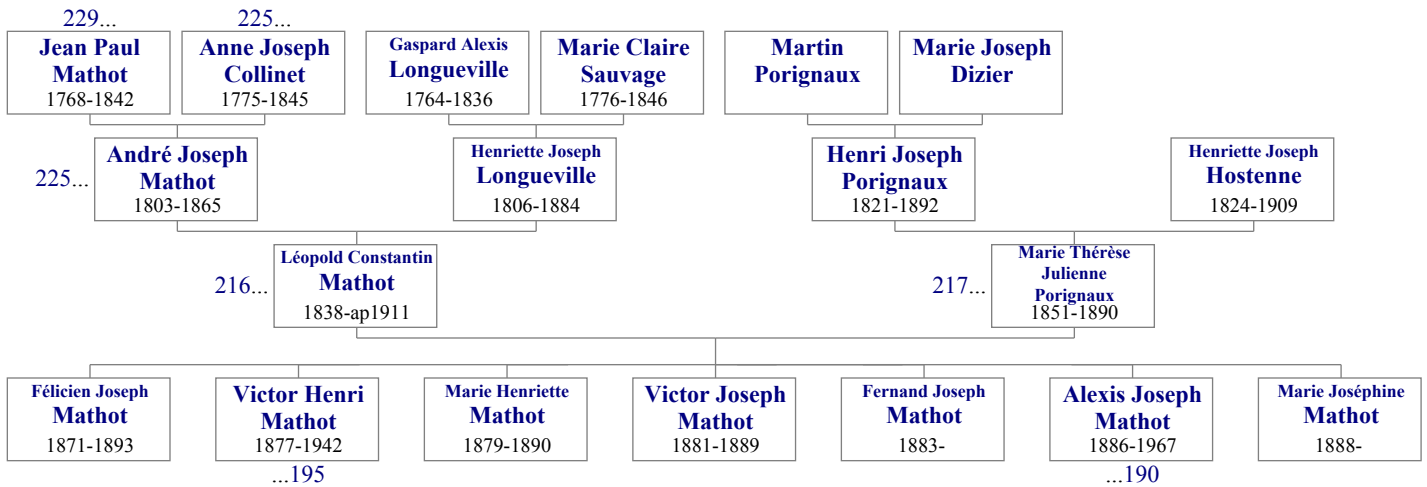 229...
225...
Jean Paul
Mathot
1768-1842
Anne Joseph
Collinet
1775-1845
Gaspard Alexis
Longueville
1764-1836
Marie Claire
Sauvage
1776-1846
Martin
Porignaux
Marie Joseph
Dizier
225...
André Joseph
Mathot
1803-1865
Henriette Joseph
Longueville
1806-1884
Henri Joseph
Porignaux
1821-1892
Henriette Joseph
Hostenne
1824-1909
216...
Léopold Constantin
Mathot
1838-ap1911
217...
Marie Thérèse
Julienne
Porignaux
1851-1890
Félicien Joseph
Mathot
1871-1893
Victor Henri
Mathot
1877-1942
...195
Marie Henriette
Mathot
1879-1890
Victor Joseph
Mathot
1881-1889
Fernand Joseph
Mathot
1883-
Alexis Joseph
Mathot
1886-1967
...190
Marie Joséphine
Mathot
1888-